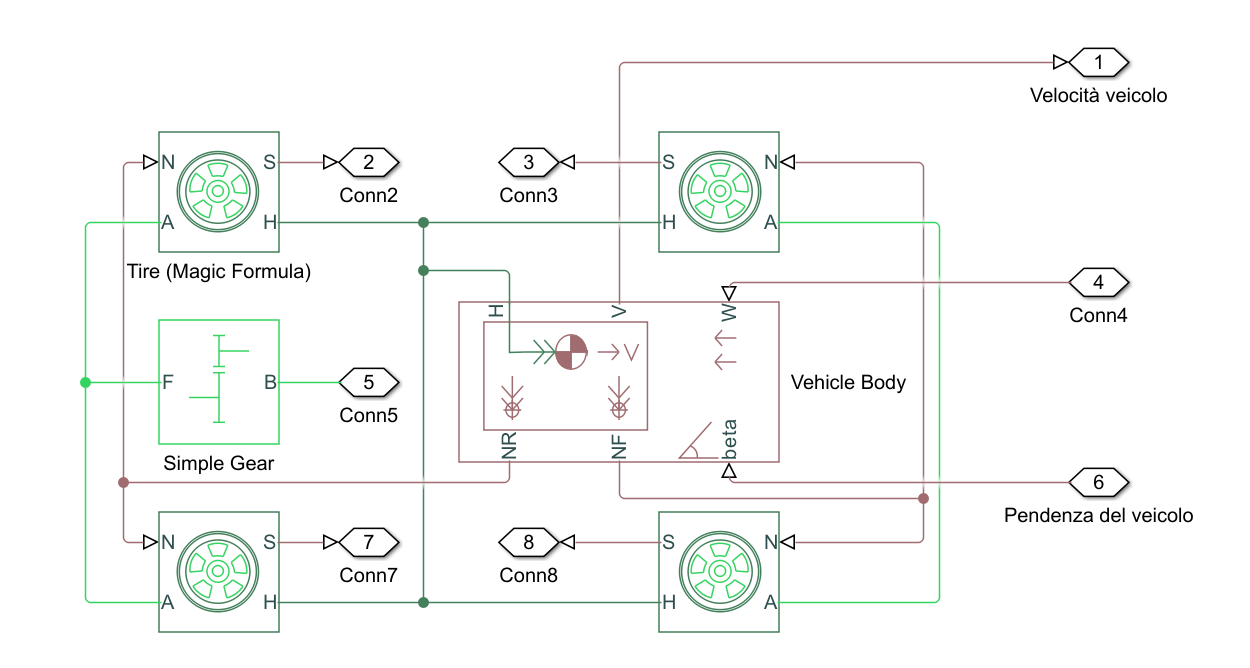 1
Velocità veicolo
N S
2
Conn2
3
Conn3
S N
A H
H A
Tire (Magic Formula)
4
Conn4
H
V
W
V
F B
5
Conn5
Vehicle Body
Simple Gear
NR
NF
beta
6
Pendenza del veicolo
N S
7
Conn7
8
Conn8
S N
A H
H A